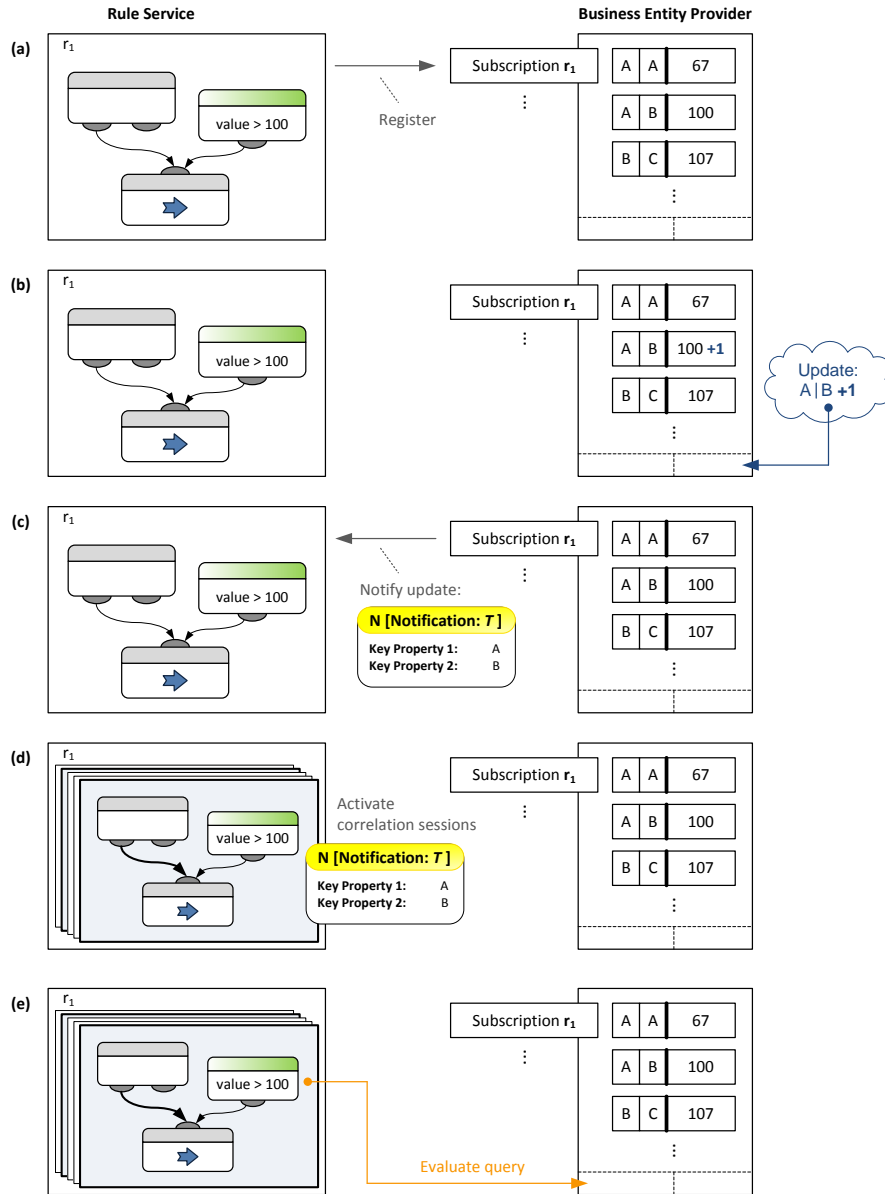 Rule Service
Business Entity Provider
(a)
r1
value > 100
Register
Subscription r1
⋮
A A 67
A B 100
B C 107
⋮
(b)
r1
value > 100
Subscription r1
⋮
A A 67
A B 100 +1
B C 107
⋮
Update:
A|B +1
(c)
r1
value > 100
Notify update:
N [Notification: T ]
Key Property 1: A
Key Property 2: B
Subscription r1
⋮
A A 67
A B 100
B C 107
⋮
(d)
r1
value > 100
Activate
correlation sessions
N [Notification: T ]
Key Property 1: A
Key Property 2: B
Subscription r1
⋮
A A 67
A B 100
B C 107
⋮
(e)
r1
value > 100
Subscription r1
⋮
A A 67
A B 100
B C 107
⋮
Evaluate query